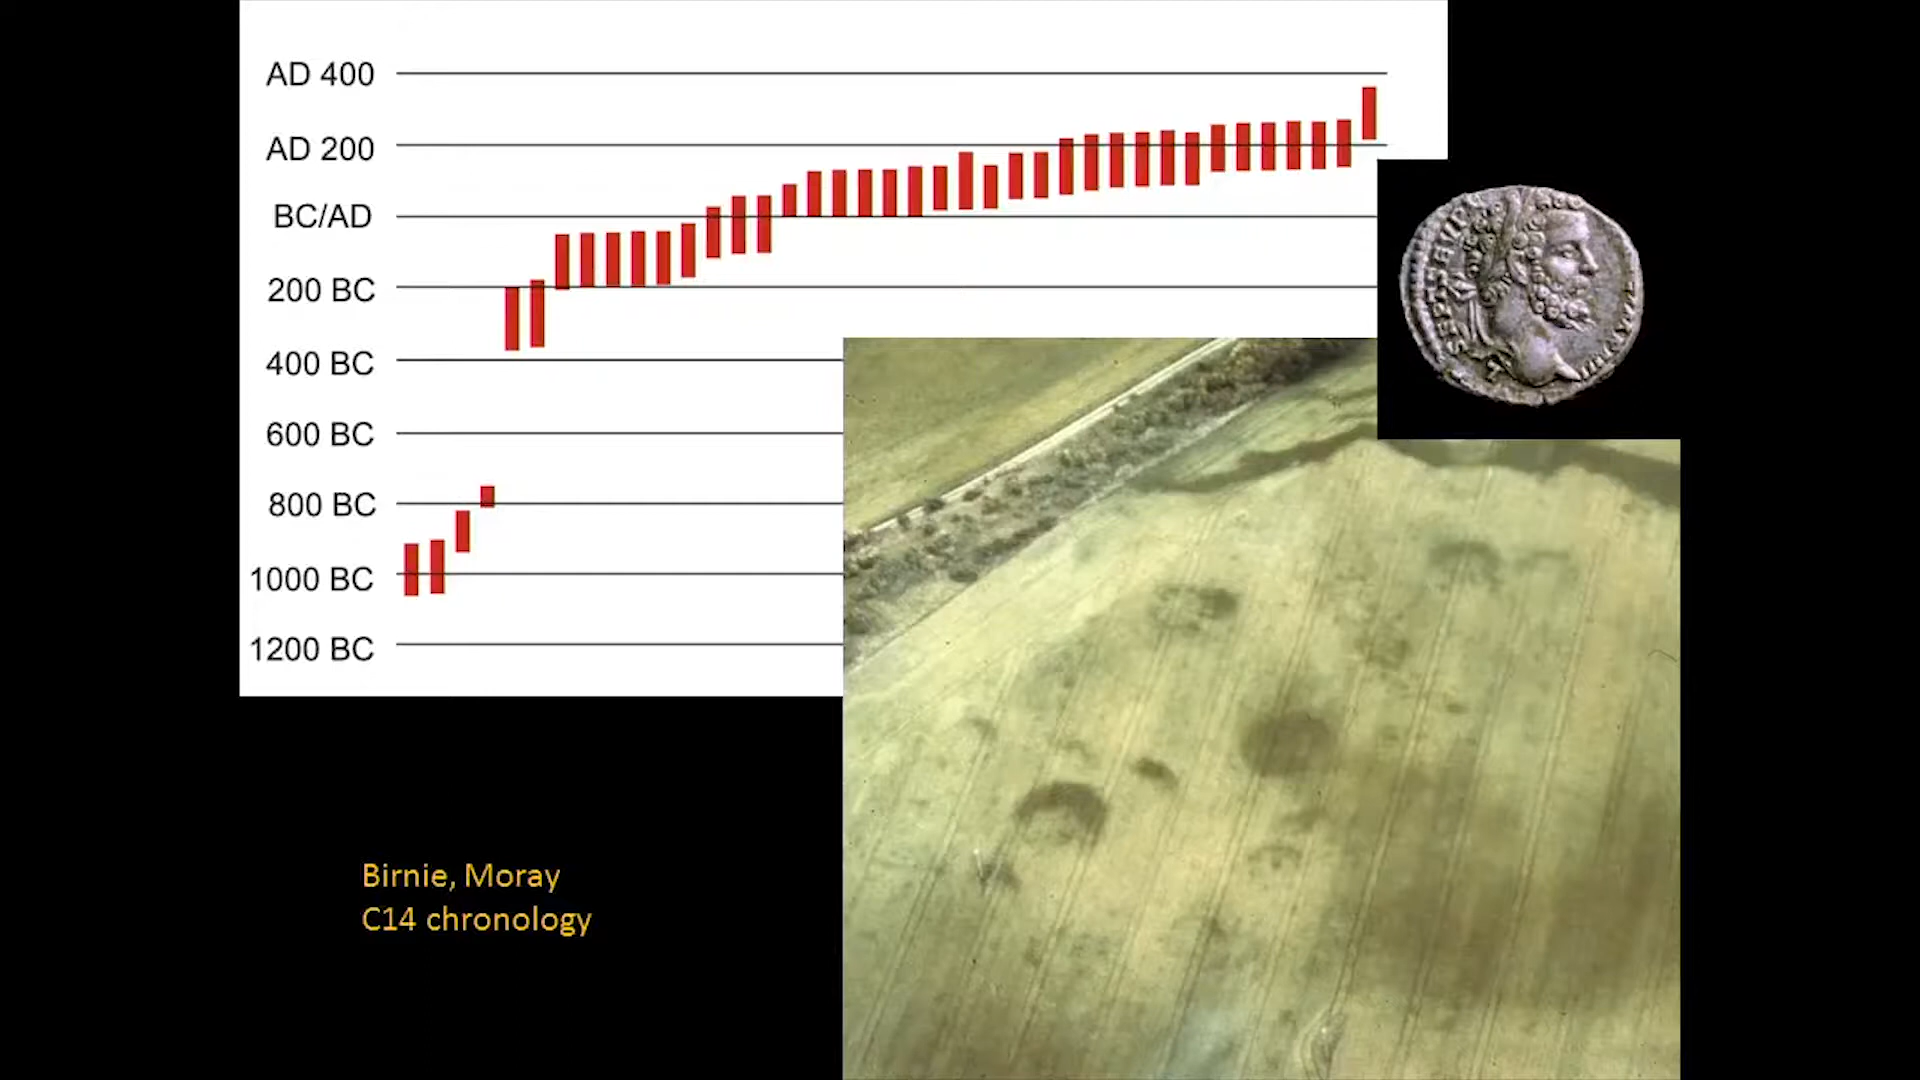 AD 400
AD 200
BC/AD
200 BC
400 BC
600 BC
800 BC
1000 BC
1200 BC
Birnie, Moray
C14 chronology